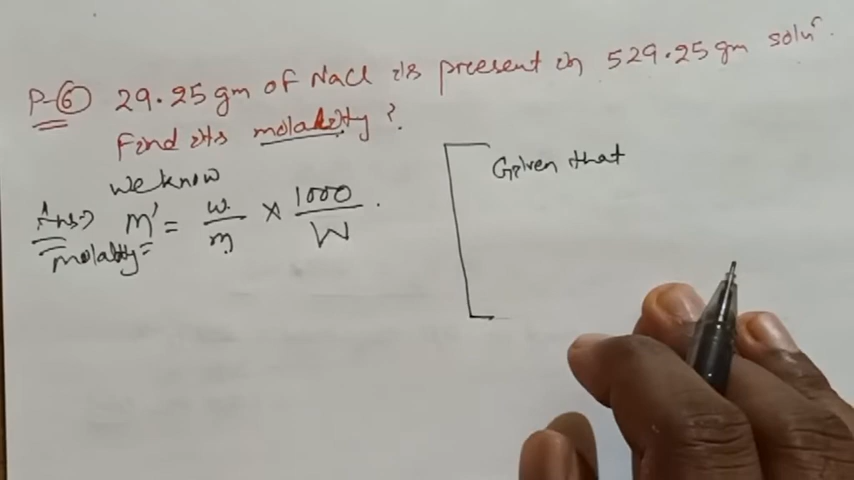 P-6 29.25 gm of NaCl is present in 529.25 gm soluⁿ.
Find its molality?
we know
Ans→ m' = w/m × 1000/W.
molality =
Given that